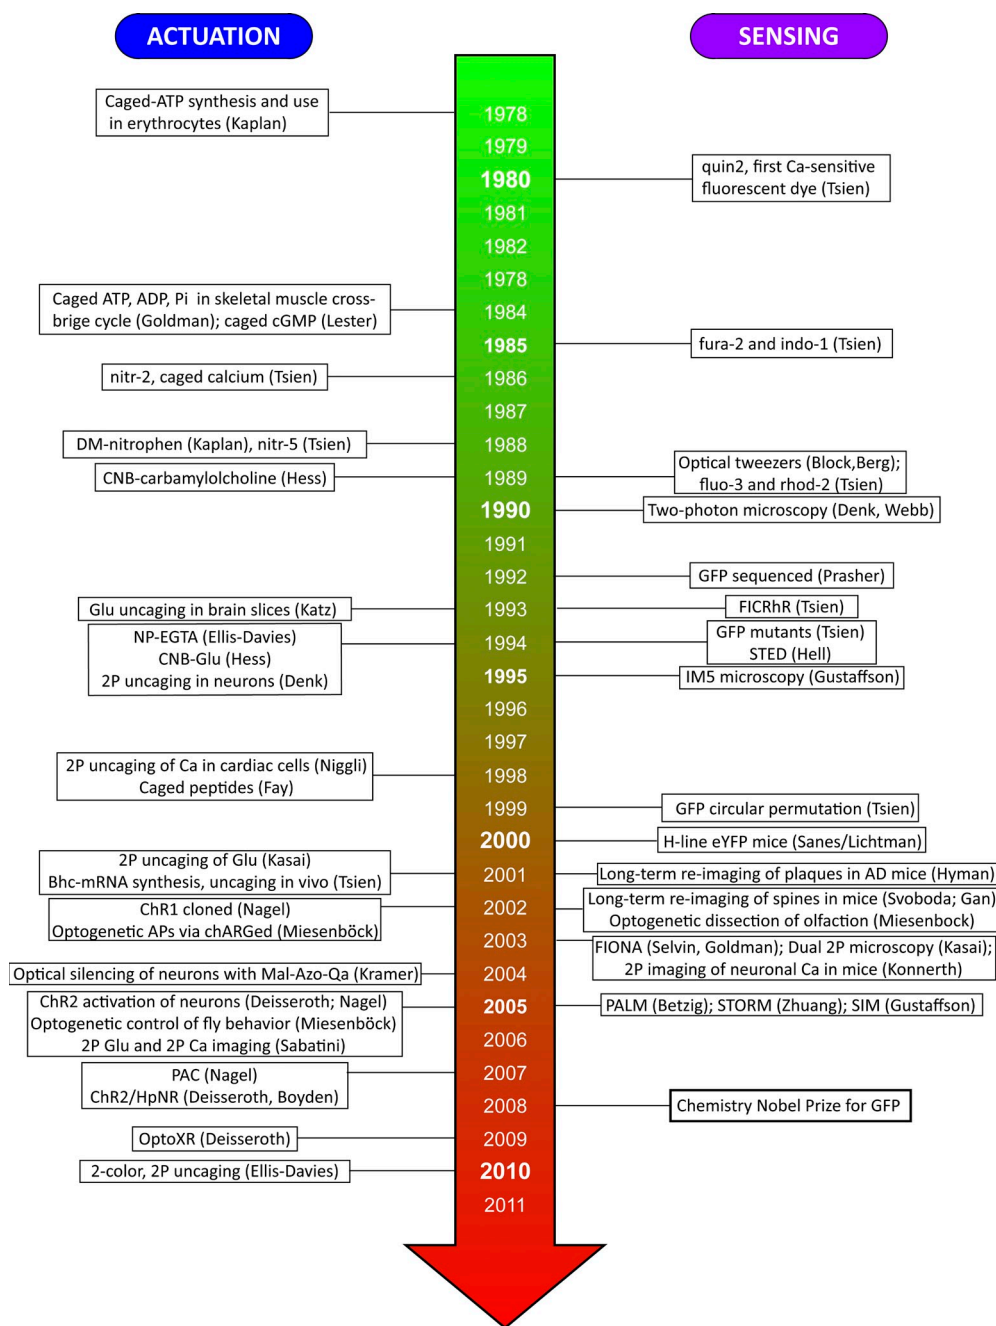 ACTUATION
SENSING
Caged-ATP synthesis and use
in erythrocytes (Kaplan)
1978
1979
quin2, first Ca-sensitive
fluorescent dye (Tsien)
1980
1981
1982
1978
Caged ATP, ADP, Pi in skeletal muscle cross-
brige cycle (Goldman); caged cGMP (Lester)
1984
1985
fura-2 and indo-1 (Tsien)
nitr-2, caged calcium (Tsien)
1986
1987
DM-nitrophen (Kaplan), nitr-5 (Tsien)
1988
CNB-carbamylolcholine (Hess)
1989
Optical tweezers (Block,Berg);
fluo-3 and rhod-2 (Tsien)
1990
Two-photon microscopy (Denk, Webb)
1991
1992
GFP sequenced (Prasher)
Glu uncaging in brain slices (Katz)
1993
FICRhR (Tsien)
NP-EGTA (Ellis-Davies)
CNB-Glu (Hess)
2P uncaging in neurons (Denk)
1994
GFP mutants (Tsien)
STED (Hell)
1995
IM5 microscopy (Gustaffson)
1996
1997
2P uncaging of Ca in cardiac cells (Niggli)
Caged peptides (Fay)
1998
1999
GFP circular permutation (Tsien)
2000
H-line eYFP mice (Sanes/Lichtman)
2P uncaging of Glu (Kasai)
Bhc-mRNA synthesis, uncaging in vivo (Tsien)
2001
Long-term re-imaging of plaques in AD mice (Hyman)
ChR1 cloned (Nagel)
Optogenetic APs via chARGed (Miesenböck)
2002
Long-term re-imaging of spines in mice (Svoboda; Gan)
Optogenetic dissection of olfaction (Miesenbock)
2003
FIONA (Selvin, Goldman); Dual 2P microscopy (Kasai);
2P imaging of neuronal Ca in mice (Konnerth)
Optical silencing of neurons with Mal-Azo-Qa (Kramer)
2004
ChR2 activation of neurons (Deisseroth; Nagel)
Optogenetic control of fly behavior (Miesenböck)
2P Glu and 2P Ca imaging (Sabatini)
2005
PALM (Betzig); STORM (Zhuang); SIM (Gustaffson)
2006
PAC (Nagel)
ChR2/HpNR (Deisseroth, Boyden)
2007
2008
Chemistry Nobel Prize for GFP
OptoXR (Deisseroth)
2009
2-color, 2P uncaging (Ellis-Davies)
2010
2011